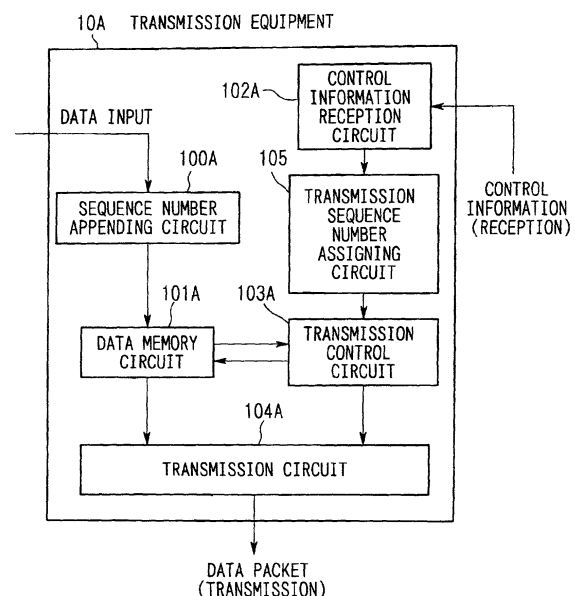 10A TRANSMISSION EQUIPMENT
DATA INPUT
102A
CONTROL
INFORMATION
RECEPTION
CIRCUIT
100A
SEQUENCE NUMBER
APPENDING CIRCUIT
105
TRANSMISSION
SEQUENCE
NUMBER
ASSIGNING
CIRCUIT
CONTROL
INFORMATION
(RECEPTION)
101A
DATA MEMORY
CIRCUIT
103A
TRANSMISSION
CONTROL
CIRCUIT
104A
TRANSMISSION CIRCUIT
DATA PACKET
(TRANSMISSION)